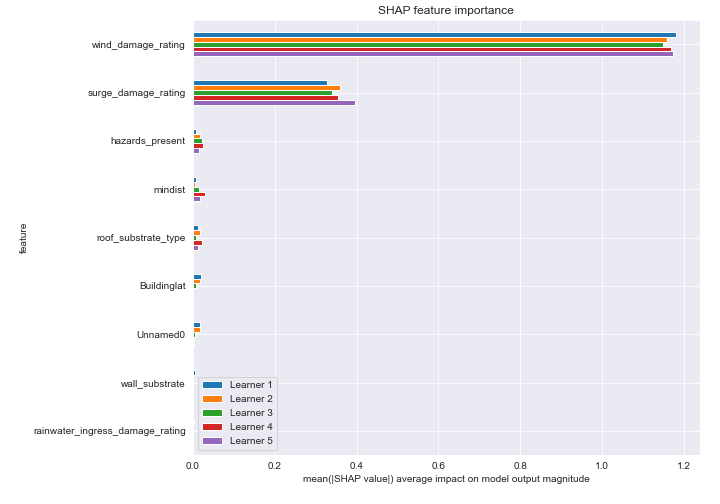 SHAP feature importance
wind_damage_rating
surge_damage_rating
hazards_present
mindist
roof_substrate_type
Buildinglat
Unnamed0
wall_substrate
rainwater_ingress_damage_rating
feature
Learner 1
Learner 2
Learner 3
Learner 4
Learner 5
0.0 0.2 0.4 0.6 0.8 1.0 1.2
mean(|SHAP value|) average impact on model output magnitude